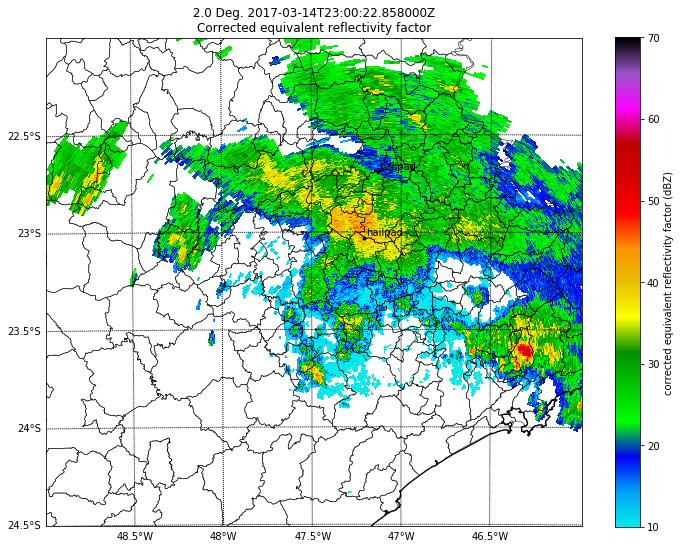 2.0 Deg. 2017-03-14T23:00:22.858000Z
Corrected equivalent reflectivity factor
22.5°S
23°S
23.5°S
24°S
24.5°S
48.5°W
48°W
47.5°W
47°W
46.5°W
hailpad
hailpad
70
60
50
40
30
20
10
corrected equivalent reflectivity factor (dBZ)